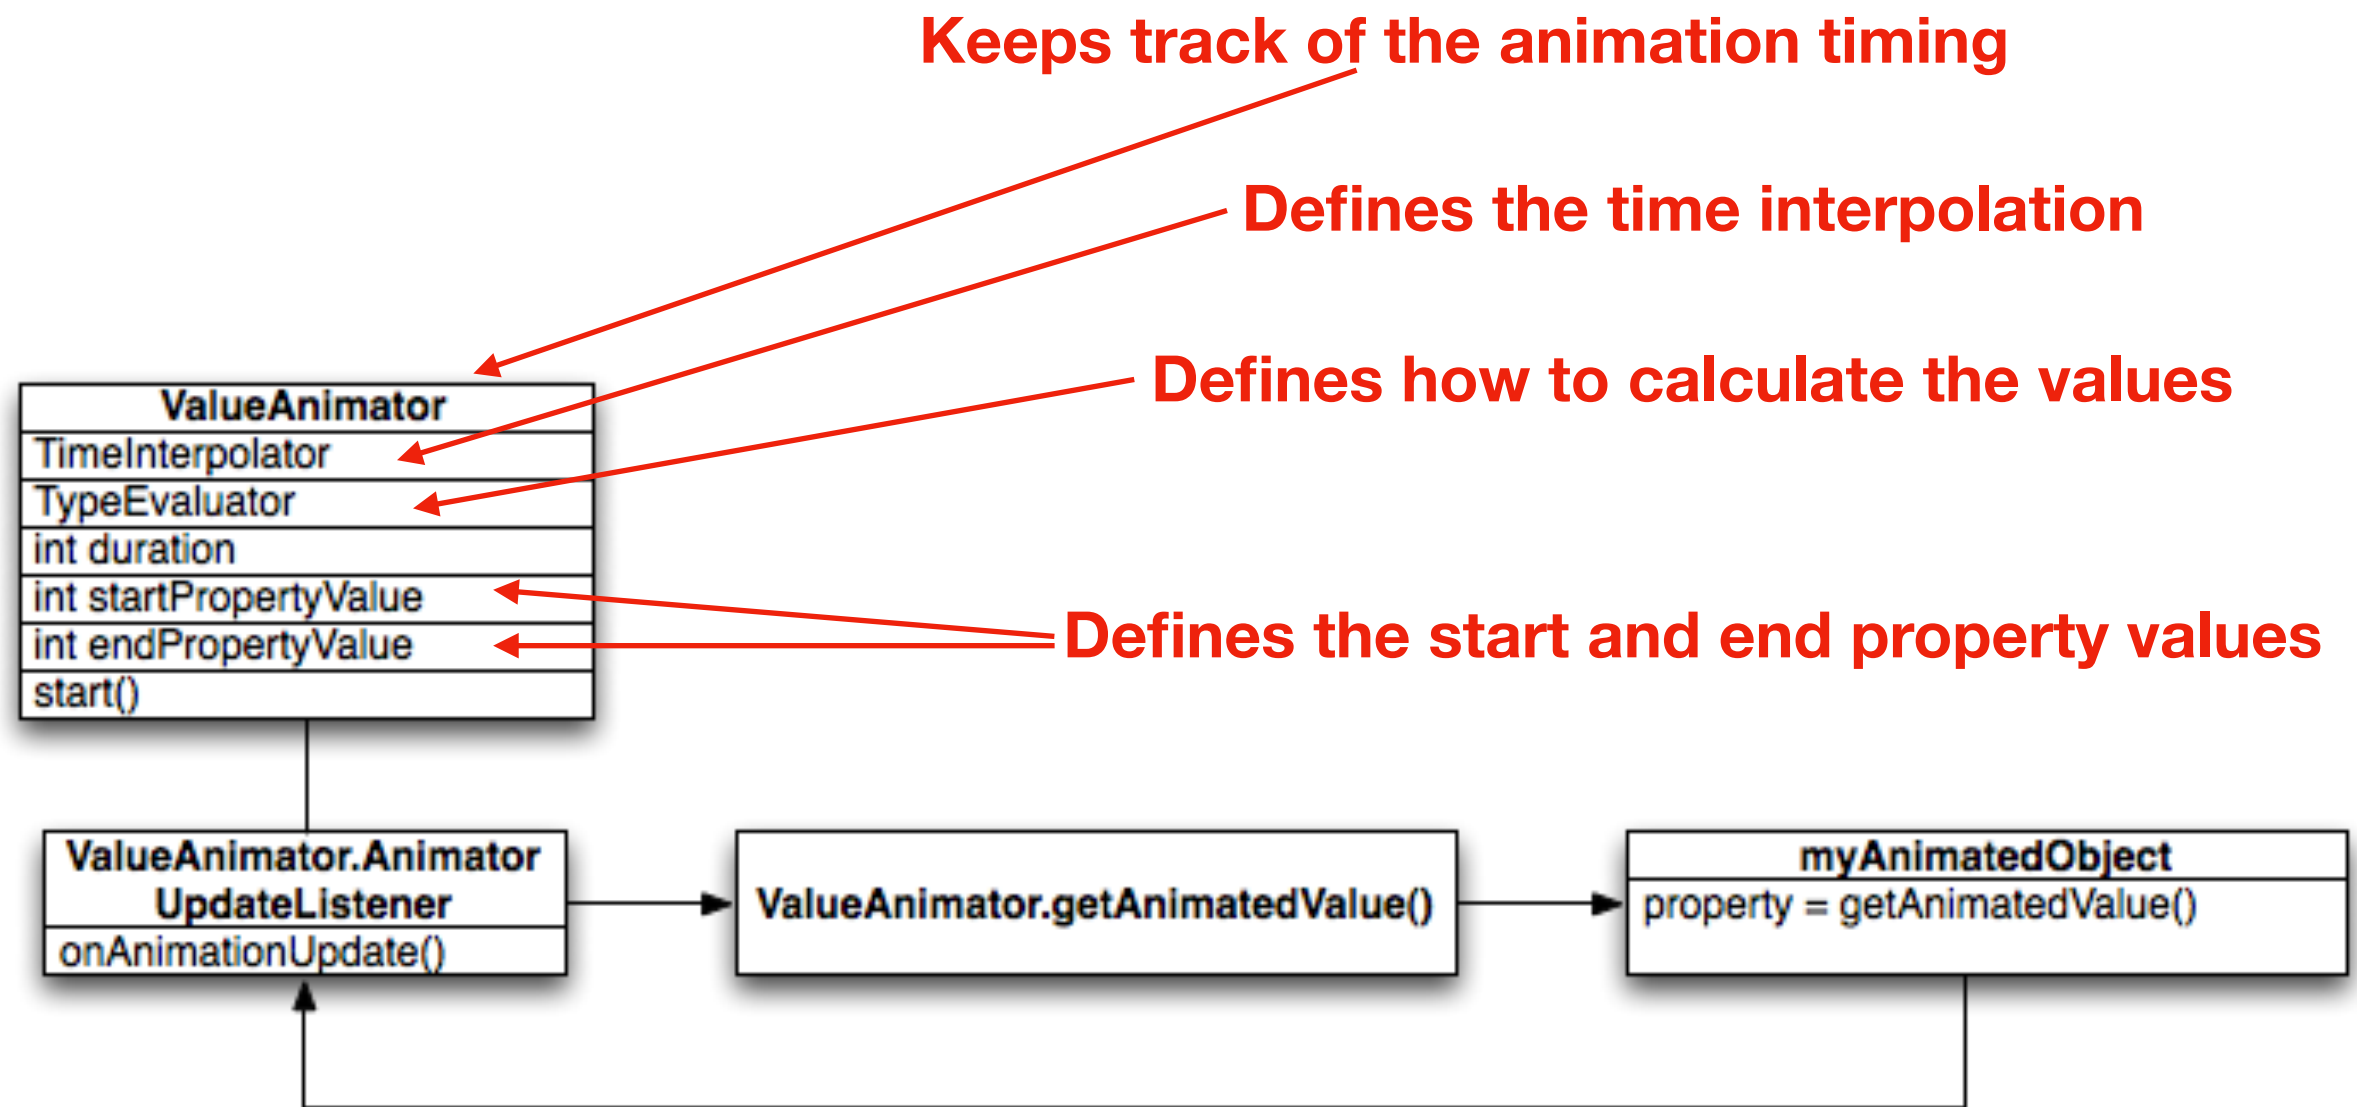 Keeps track of the animation timing
Defines the time interpolation
Defines how to calculate the values
ValueAnimator
TimeInterpolator
TypeEvaluator
int duration
int startPropertyValue
int endPropertyValue
start()
Defines the start and end property values
ValueAnimator.Animator
UpdateListener
onAnimationUpdate()
ValueAnimator.getAnimatedValue()
myAnimatedObject
property = getAnimatedValue()